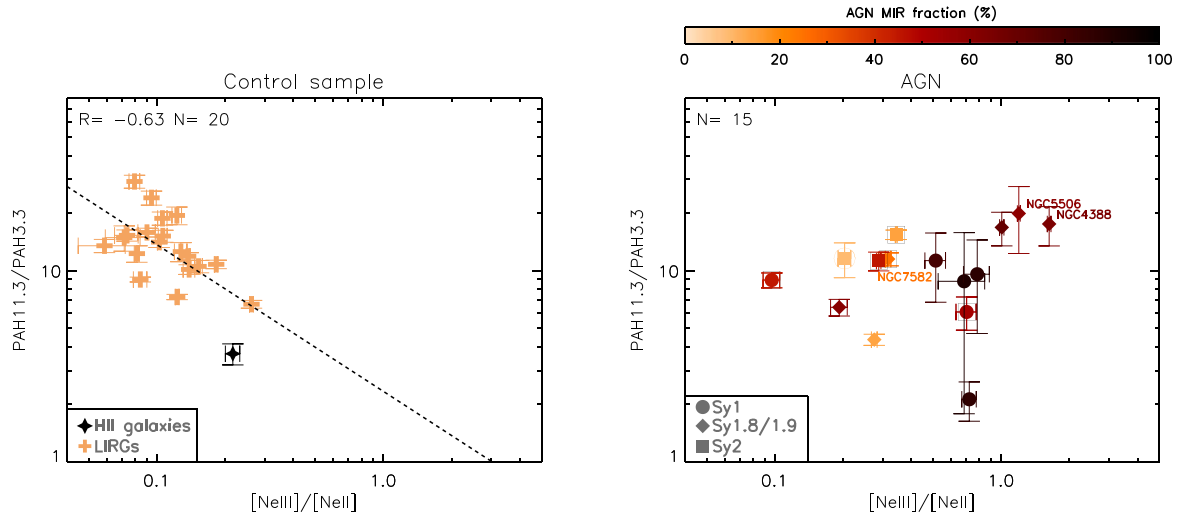 AGN MIR fraction (%)
0 20 40 60 80 100
Control sample
R= −0.63 N= 20
PAH11.3/PAH3.3
10
1
HII galaxies
LIRGs
0.1 1.0
[NeIII]/[NeII]
AGN
N= 15
NGC5506
NGC4388
NGC7582
PAH11.3/PAH3.3
10
1
Sy1
Sy1.8/1.9
Sy2
0.1 1.0
[NeIII]/[NeII]